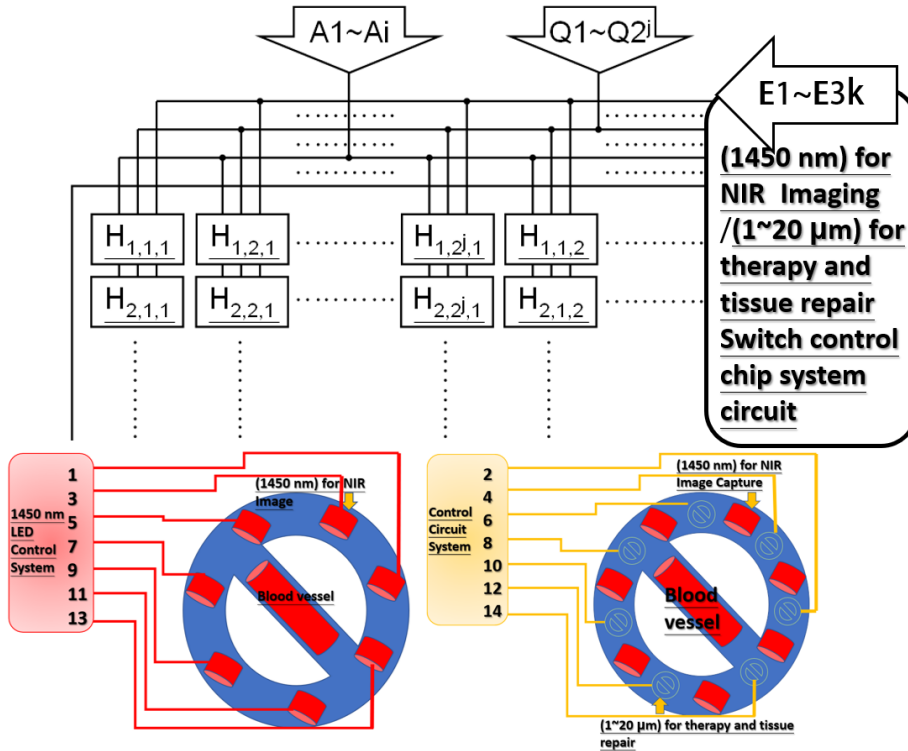 A1~Ai
Q1~Q2ʲ
E1~E3k
(1450 nm) for
NIR Imaging
/(1~20 μm) for
therapy and
tissue repair
Switch control
chip system
circuit
H1,1,1
H1,2,1
H1,2ʲ,1
H1,1,2
H2,1,1
H2,2,1
H2,2ʲ,1
H2,1,2
1
3
5
7
9
11
13
1450 nm
LED
Control
System
(1450 nm) for NIR
Image
Blood vessel
2
4
6
8
10
12
14
Control
Circuit
System
(1450 nm) for NIR
Image Capture
Blood
vessel
(1~20 μm) for therapy and tissue
repair